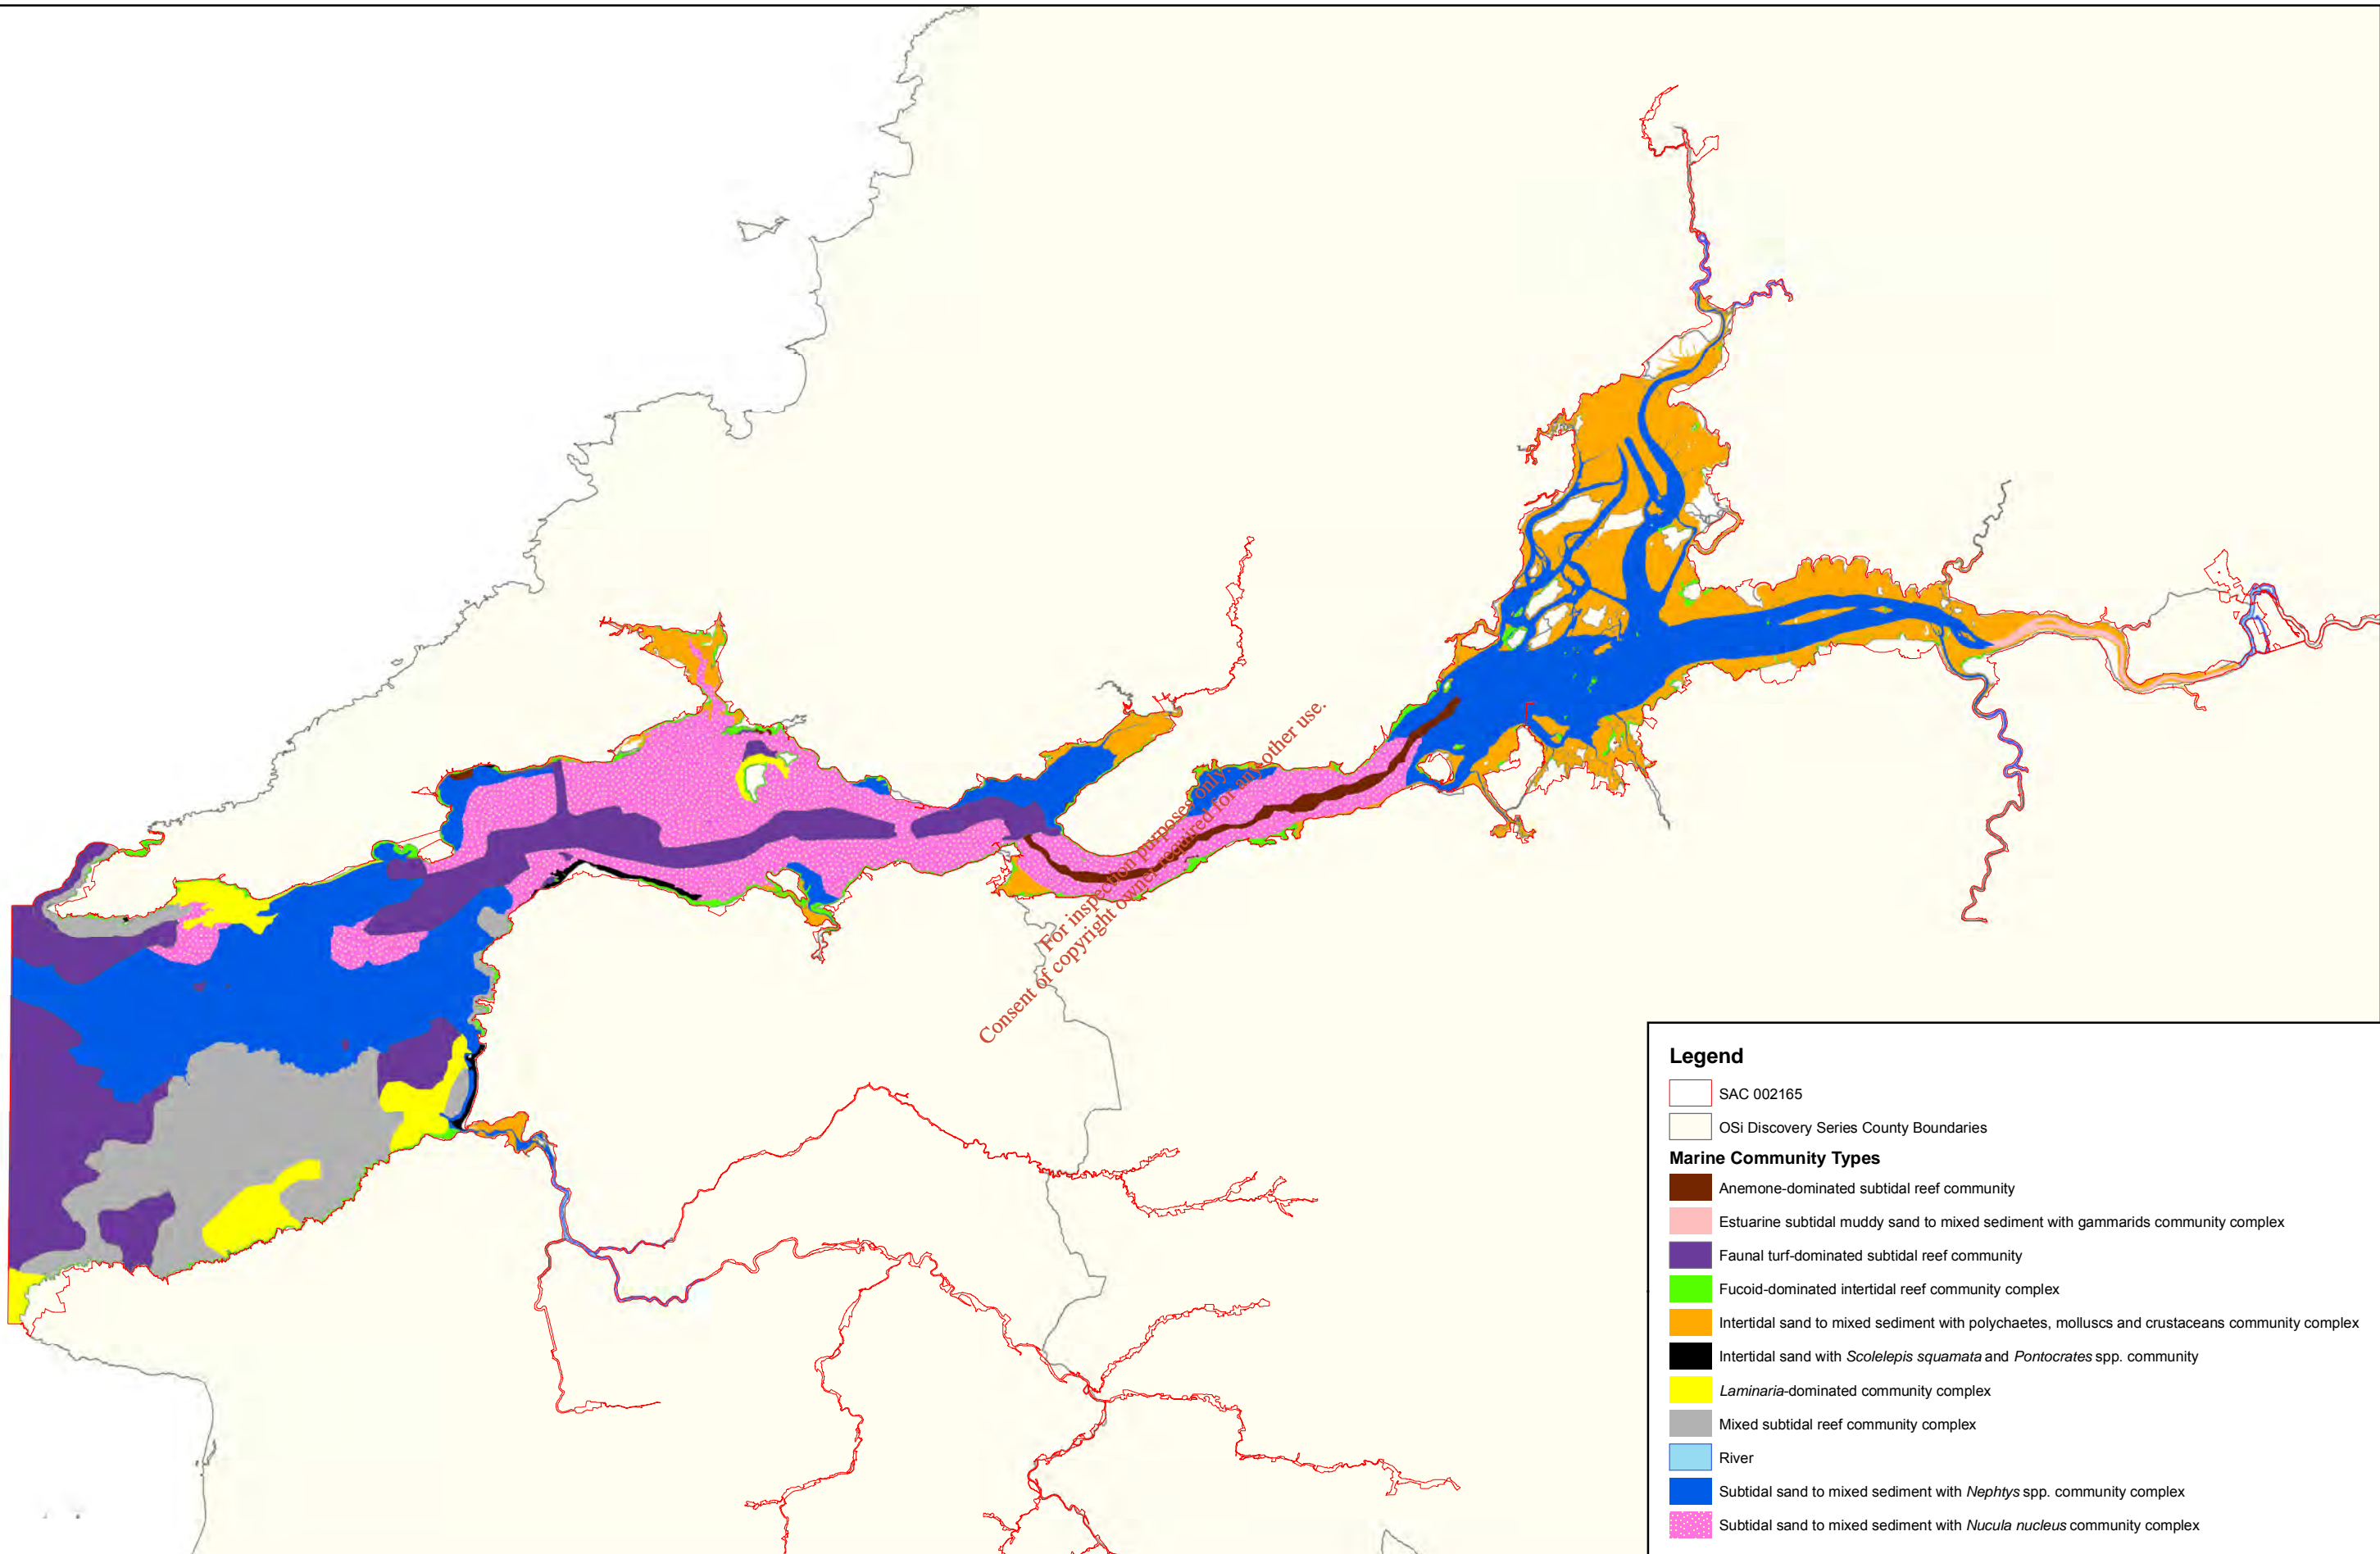 For inspection purposes only.
Consent of copyright owner required for any other use.
Legend
SAC 002165
OSi Discovery Series County Boundaries
Marine Community Types
Anemone-dominated subtidal reef community
Estuarine subtidal muddy sand to mixed sediment with gammarids community complex
Faunal turf-dominated subtidal reef community
Fucoid-dominated intertidal reef community complex
Intertidal sand to mixed sediment with polychaetes, molluscs and crustaceans community complex
Intertidal sand with Scolelepis squamata and Pontocrates spp. community
Laminaria-dominated community complex
Mixed subtidal reef community complex
River
Subtidal sand to mixed sediment with Nephtys spp. community complex
Subtidal sand to mixed sediment with Nucula nucleus community complex